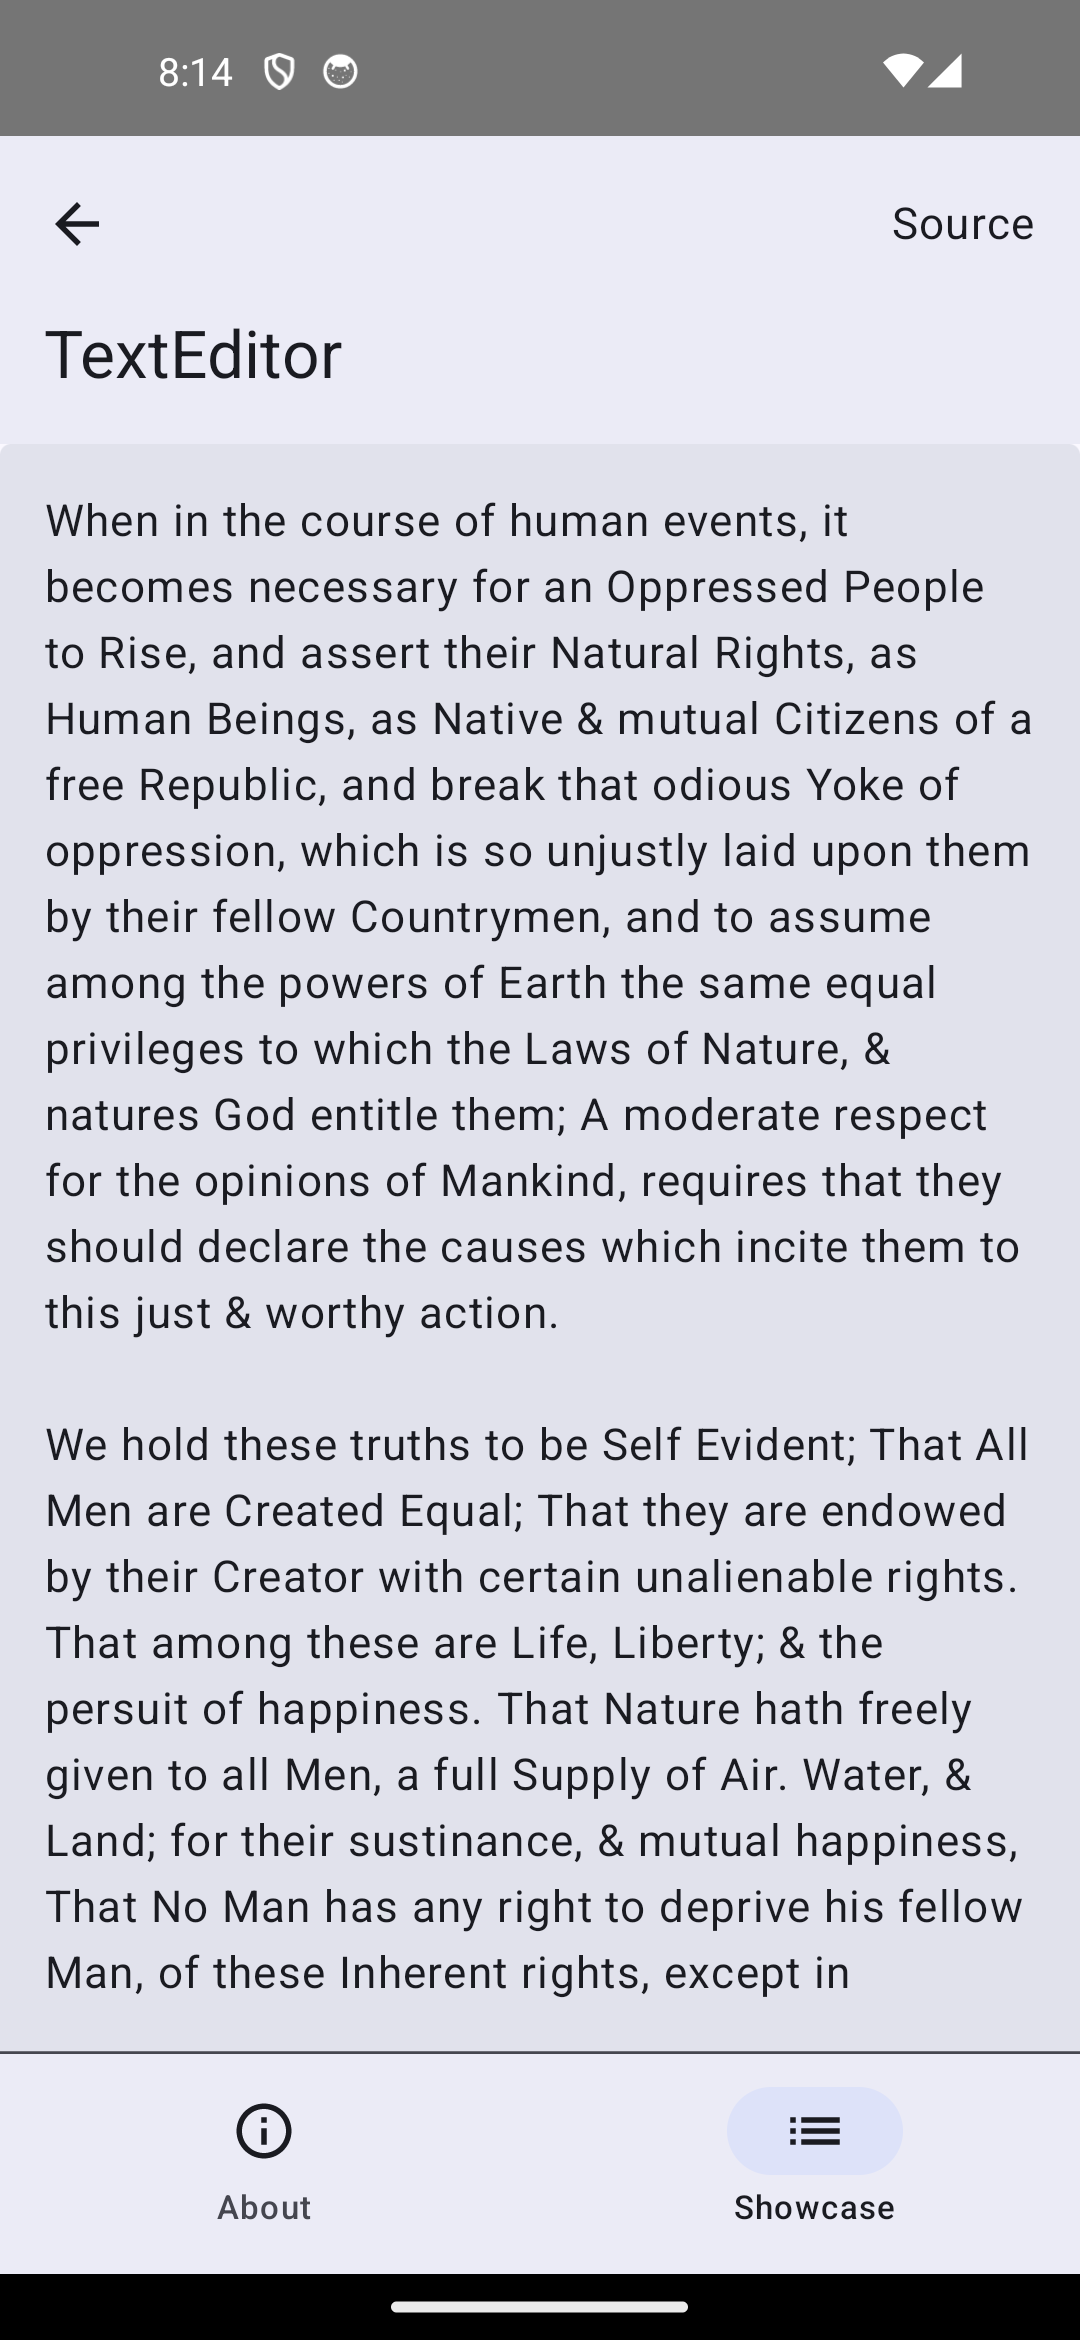 8:14
Source
TextEditor
When in the course of human events, it
becomes necessary for an Oppressed People
to Rise, and assert their Natural Rights, as
Human Beings, as Native & mutual Citizens of a
free Republic, and break that odious Yoke of
oppression, which is so unjustly laid upon them
by their fellow Countrymen, and to assume
among the powers of Earth the same equal
privileges to which the Laws of Nature, &
natures God entitle them; A moderate respect
for the opinions of Mankind, requires that they
should declare the causes which incite them to
this just & worthy action.
We hold these truths to be Self Evident; That All
Men are Created Equal; That they are endowed
by their Creator with certain unalienable rights.
That among these are Life, Liberty; & the
persuit of happiness. That Nature hath freely
given to all Men, a full Supply of Air. Water, &
Land; for their sustinance, & mutual happiness,
That No Man has any right to deprive his fellow
Man, of these Inherent rights, except in
About
Showcase